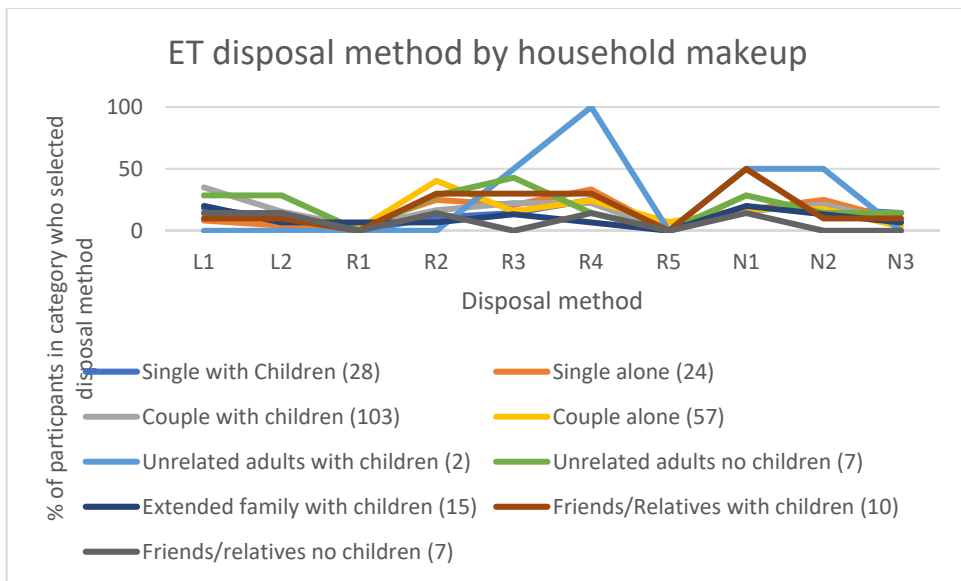 ET disposal method by household makeup
% of particpants in category who selected
disposal method
100
50
0
L1 L2 R1 R2 R3 R4 R5 N1 N2 N3
Disposal method
Single with Children (28) Single alone (24)
Couple with children (103) Couple alone (57)
Unrelated adults with children (2) Unrelated adults no children (7)
Extended family with children (15) Friends/Relatives with children (10)
Friends/relatives no children (7)